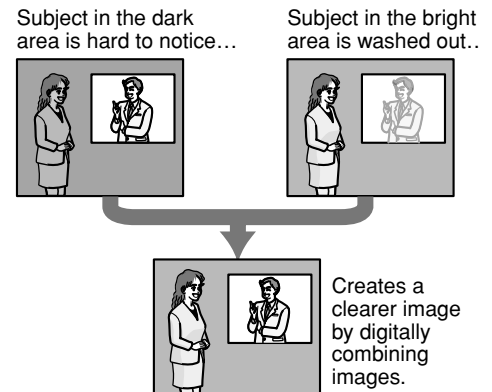 Subject in the dark
area is hard to notice…
Subject in the bright
area is washed out..
Creates a
clearer image
by digitally
combining
images.